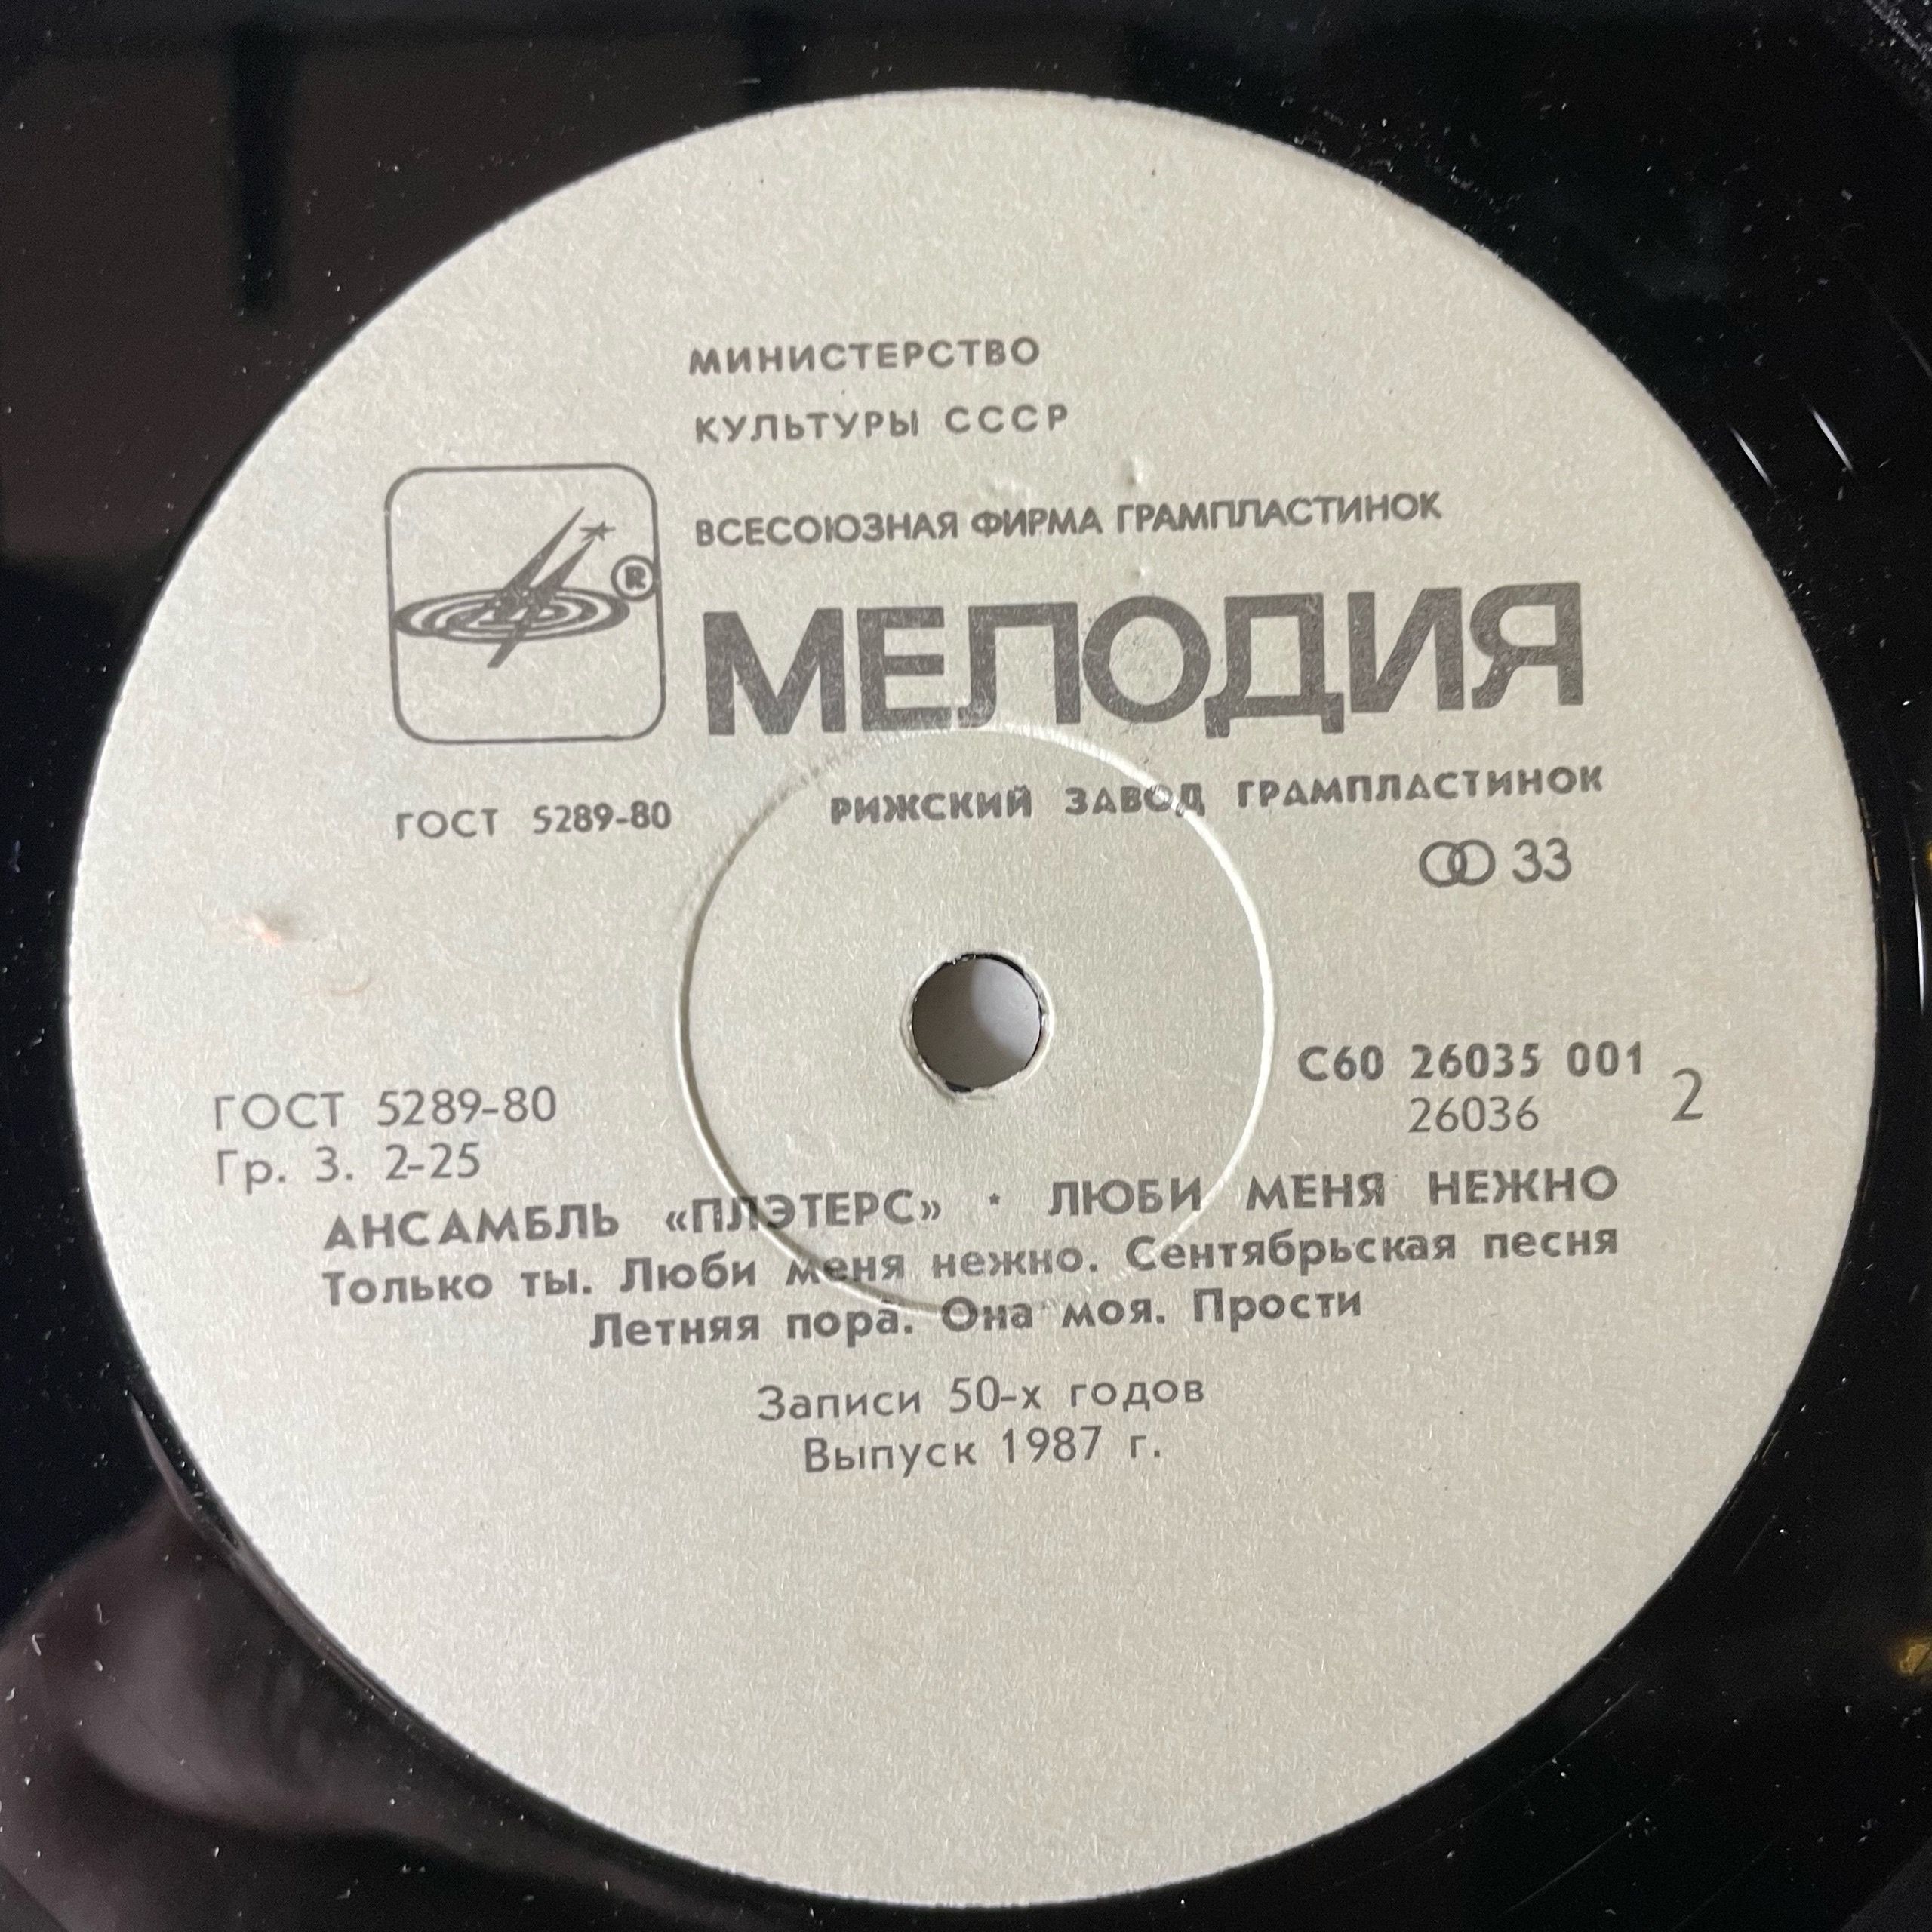 МИНИСТЕРСТВО
КУЛЬТУРЫ СССР
ВСЕСОЮЗНАЯ ФИРМА ГРАМПЛАСТИНОК
®
МЕЛОДИЯ
ГОСТ 5289-80
РИЖСКИЙ ЗАВОД ГРАМПЛАСТИНОК
33
С60 26035 001
26036
2
ГОСТ 5289-80
Гр. 3. 2-25
АНСАМБЛЬ «ПЛЭТЕРС» · ЛЮБИ МЕНЯ НЕЖНО
Только ты. Люби меня нежно. Сентябрьская песня
Летняя пора. Она моя. Прости
Записи 50-х годов
Выпуск 1987 г.